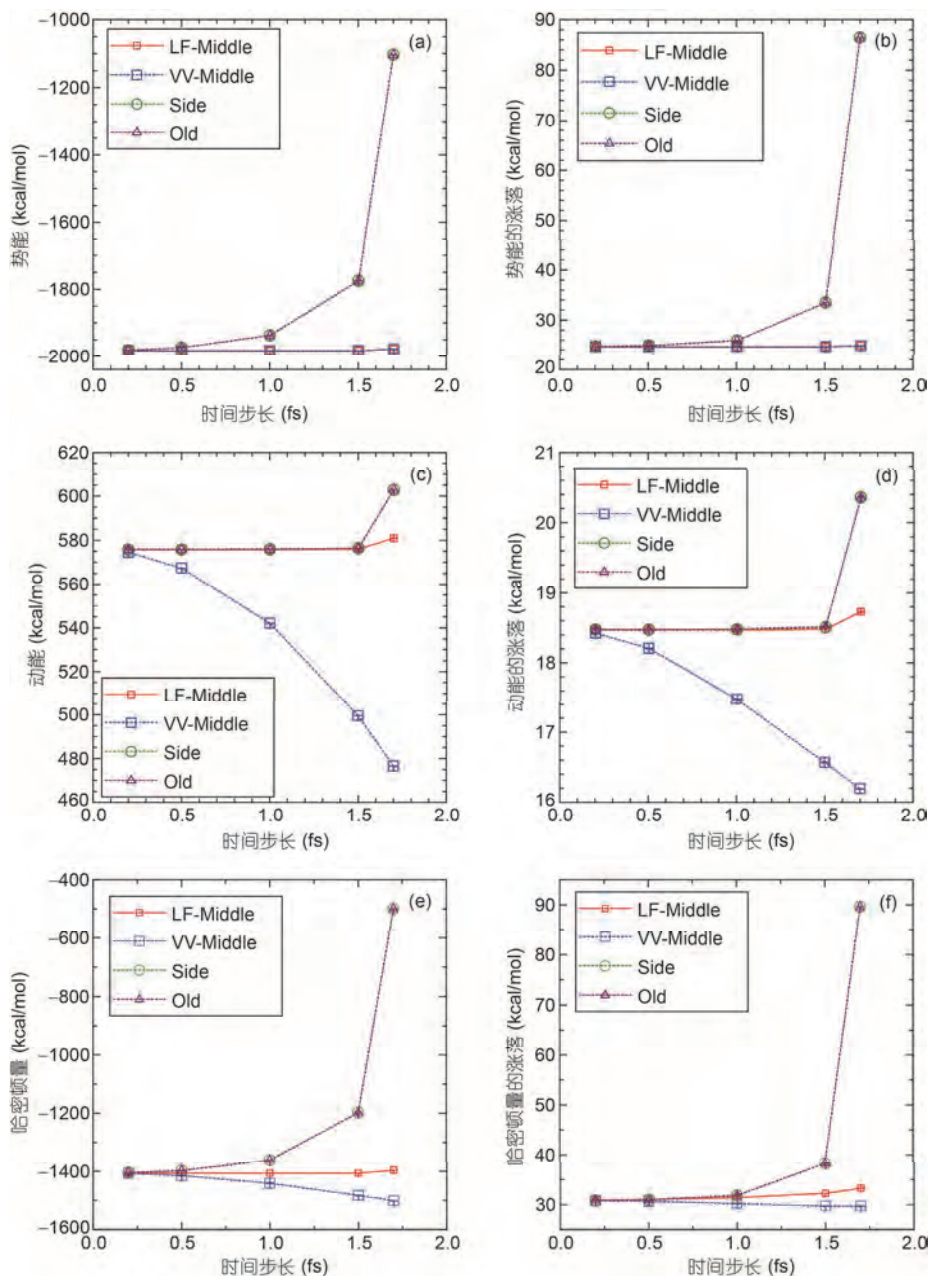 (a)
LF-Middle
VV-Middle
Side
Old
势能 (kcal/mol)
−1000
−1200
−1400
−1600
−1800
−2000
0.0 0.5 1.0 1.5 2.0
时间步长 (fs)
(b)
LF-Middle
VV-Middle
Side
Old
势能的涨落 (kcal/mol)
90
80
70
60
50
40
30
20
0.0 0.5 1.0 1.5 2.0
时间步长 (fs)
(c)
LF-Middle
VV-Middle
Side
Old
动能 (kcal/mol)
620
600
580
560
540
520
500
480
460
0.0 0.5 1.0 1.5 2.0
时间步长 (fs)
(d)
LF-Middle
VV-Middle
Side
Old
动能的涨落 (kcal/mol)
21
20
19
18
17
16
0.0 0.5 1.0 1.5 2.0
时间步长 (fs)
(e)
LF-Middle
VV-Middle
Side
Old
哈密顿量 (kcal/mol)
−400
−600
−800
−1000
−1200
−1400
−1600
0.0 0.5 1.0 1.5 2.0
时间步长 (fs)
(f)
LF-Middle
VV-Middle
Side
Old
哈密顿量的涨落 (kcal/mol)
90
80
70
60
50
40
30
0.0 0.5 1.0 1.5 2.0
时间步长 (fs)